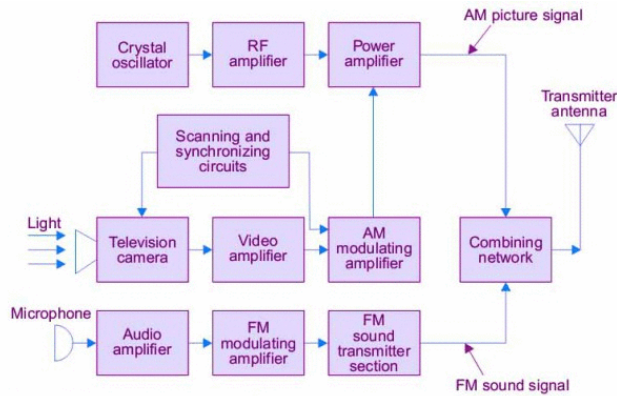 AM picture signal
Crystal
oscillator
RF
amplifier
Power
amplifier
Transmitter
antenna
Scanning and
synchronizing
circuits
Light
Television
camera
Video
amplifier
AM
modulating
amplifier
Combining
network
Microphone
Audio
amplifier
FM
modulating
amplifier
FM
sound
transmitter
section
FM sound signal